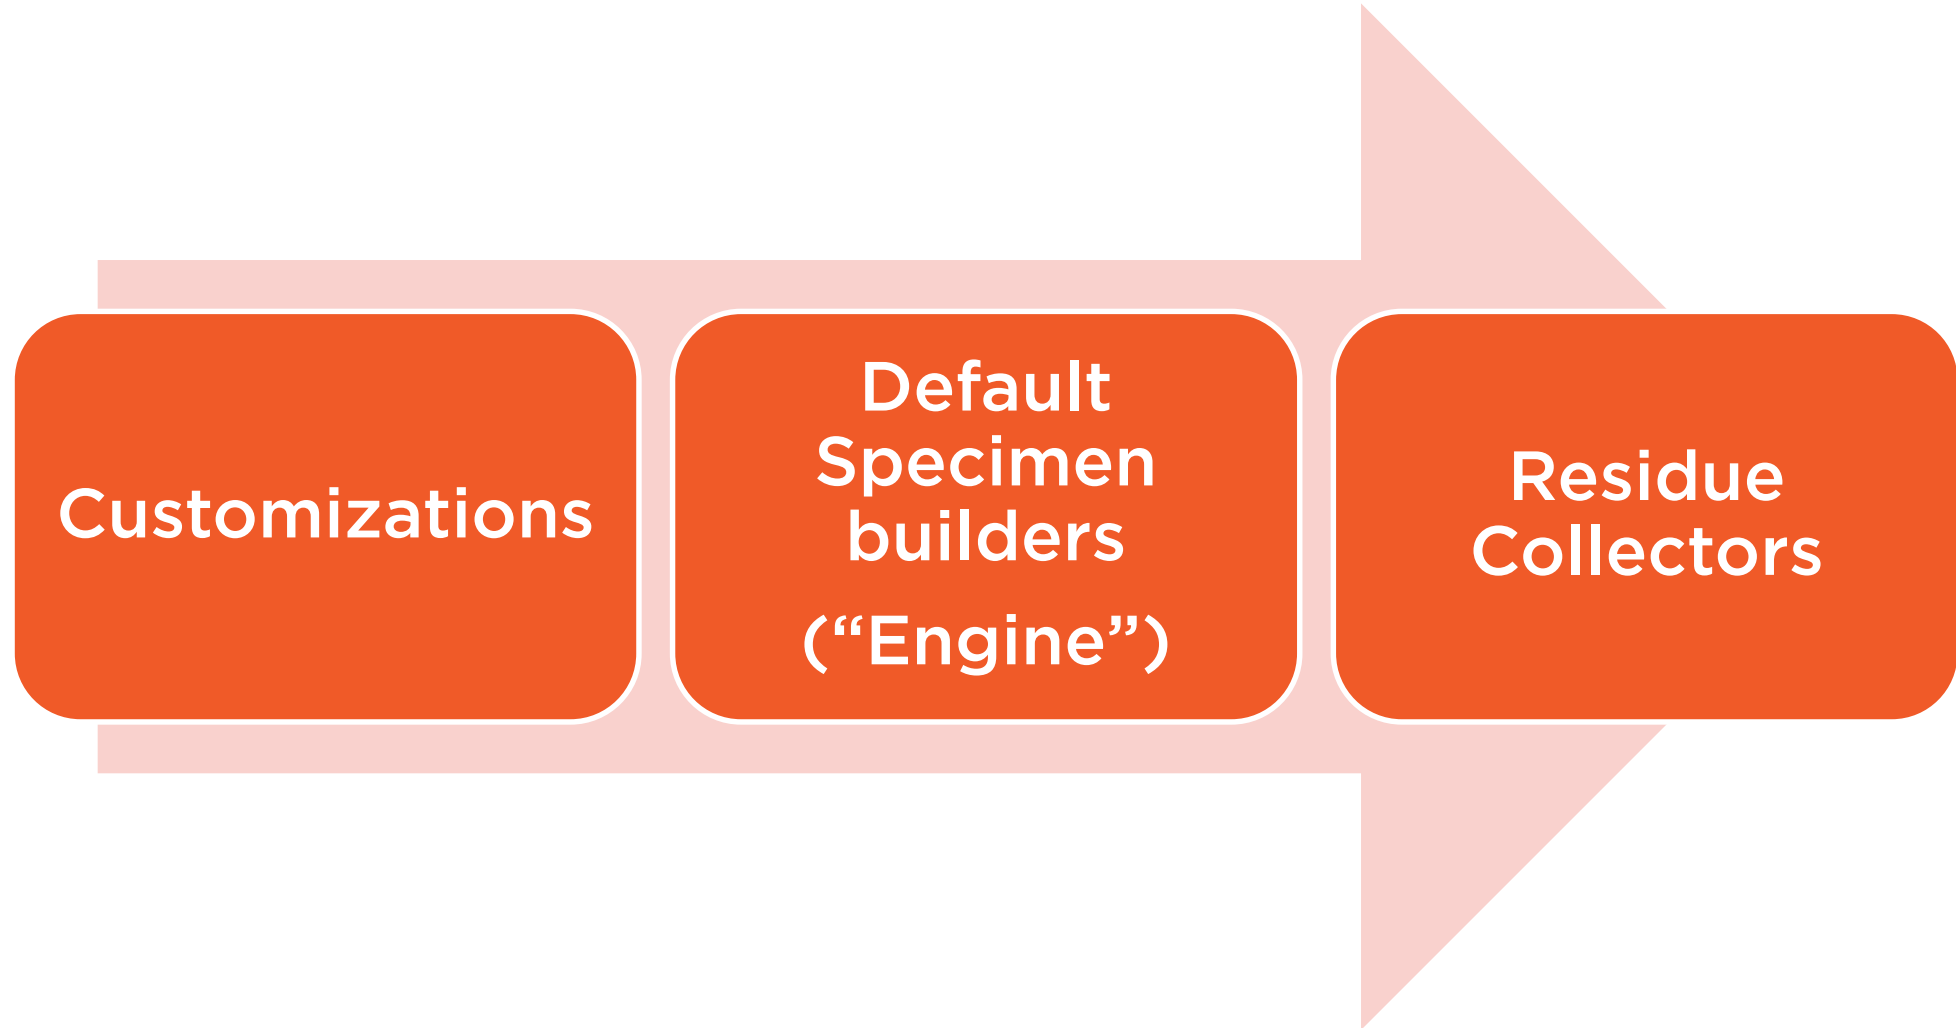 Customizations
Default
Specimen
builders
(“Engine”)
Residue
Collectors